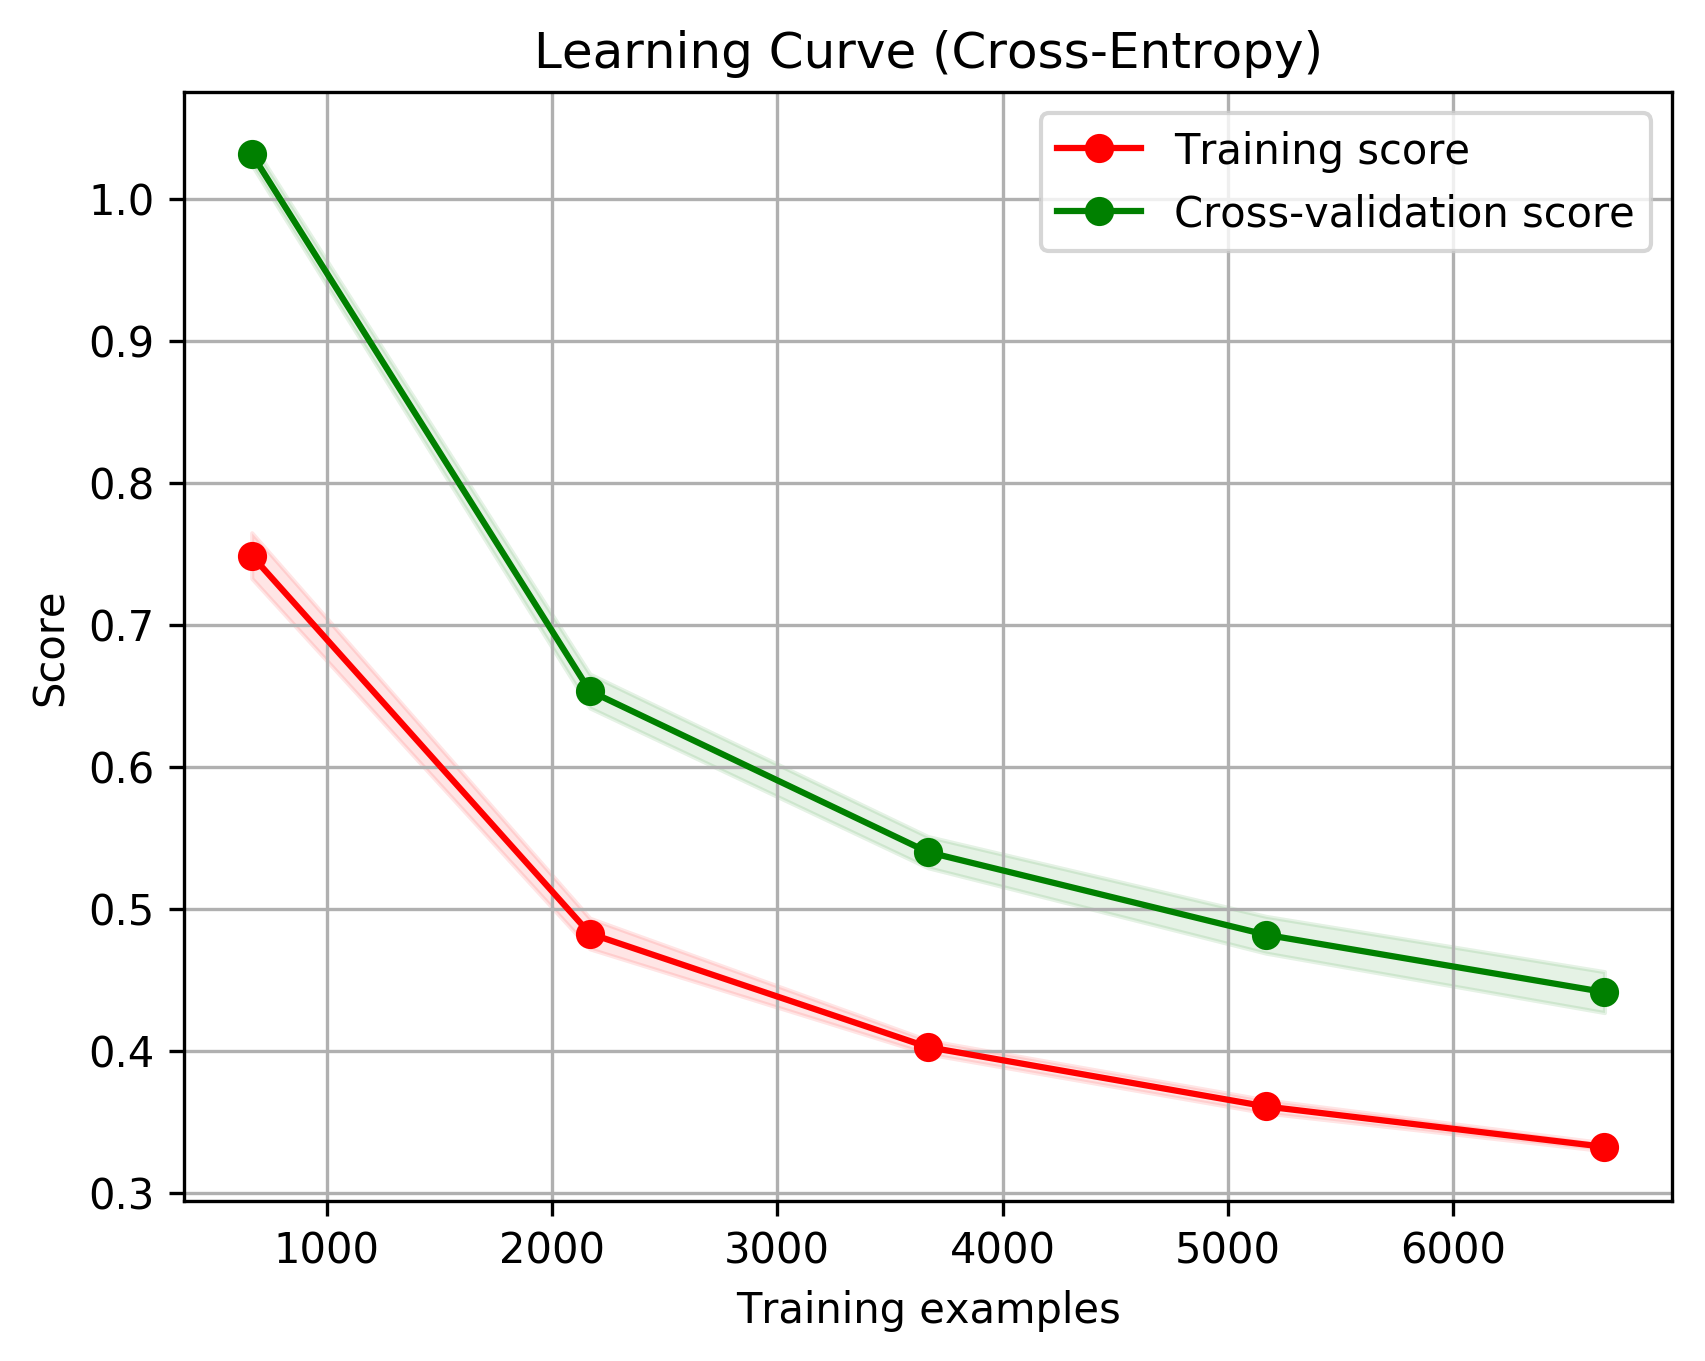 Learning Curve (Cross-Entropy)
Training score
Cross-validation score
1.0
0.9
0.8
0.7
0.6
0.5
0.4
0.3
Score
1000 2000 3000 4000 5000 6000
Training examples